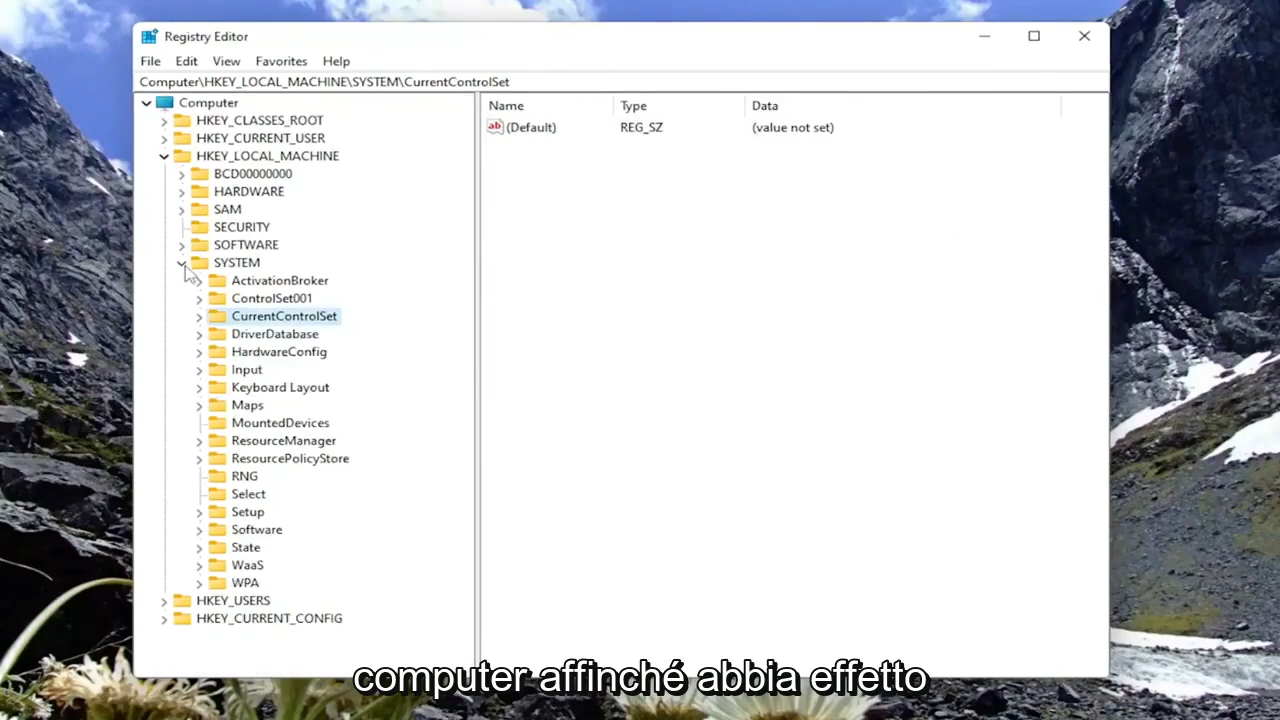 Registry Editor
File Edit View Favorites Help
Computer\HKEY_LOCAL_MACHINE\SYSTEM\CurrentControlSet
Computer
HKEY_CLASSES_ROOT
HKEY_CURRENT_USER
HKEY_LOCAL_MACHINE
BCD00000000
HARDWARE
SAM
SECURITY
SOFTWARE
SYSTEM
ActivationBroker
ControlSet001
CurrentControlSet
DriverDatabase
HardwareConfig
Input
Keyboard Layout
Maps
MountedDevices
ResourceManager
ResourcePolicyStore
RNG
Select
Setup
Software
State
WaaS
WPA
HKEY_USERS
HKEY_CURRENT_CONFIG
Name Type Data
ab (Default) REG_SZ (value not set)
computer affinché abbia effetto